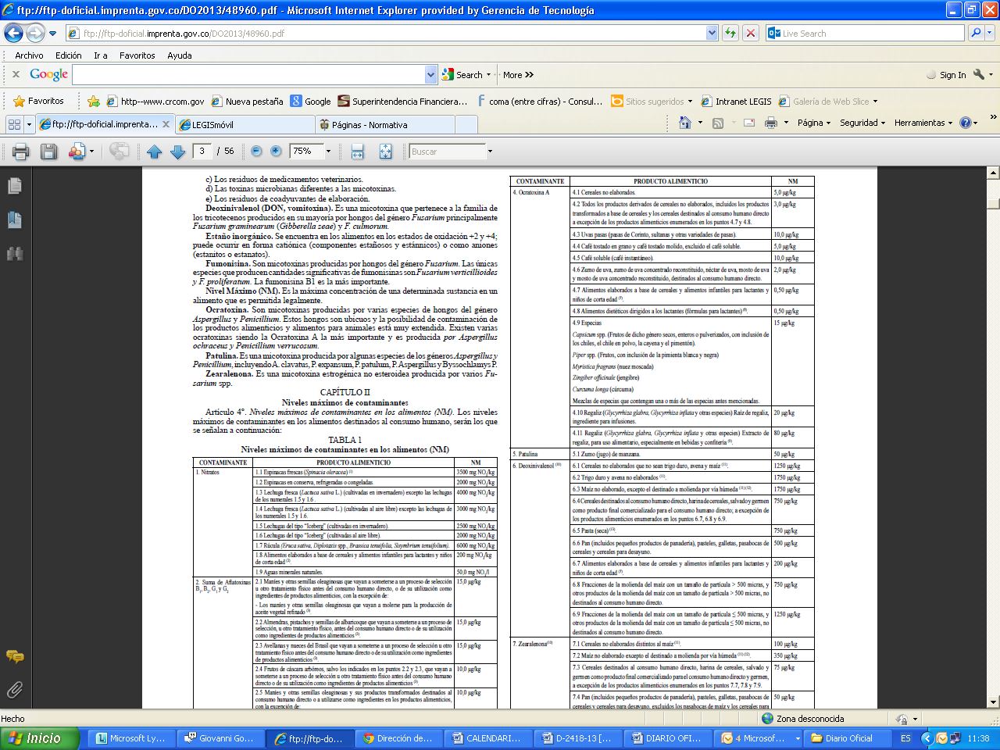 ftp://ftp-doficial.imprenta.gov.co/DO2013/48960.pdf - Microsoft Internet Explorer provided by Gerencia de Tecnología
ftp://ftp-doficial.imprenta.gov.co/DO2013/48960.pdf
Live Search
Archivo Edición Ir a Favoritos Ayuda
x Google Search More >> Sign In
Favoritos http--www.crcom.gov Nueva pestaña Google Superintendencia Financiera... coma (entre cifras) - Consul... Sitios sugeridos Intranet LEGIS Galería de Web Slice
ftp://ftp-doficial.imprenta... LEGISmóvil Páginas - Normativa Página Seguridad Herramientas
3 / 56 75% Buscar
c) Los residuos de medicamentos veterinarios.
d) Las toxinas microbianas diferentes a las micotoxinas.
e) Los residuos de coadyuvantes de elaboración.
Deoxinivalenol (DON, vomitoxina). Es una micotoxina que pertenece a la familia de
los tricotecenos producidos en su mayoría por hongos del género Fusarium principalmente
Fusarium graminearum (Gibberella zeae) y F. culmorum.
Estaño inorgánico. Se encuentra en los alimentos en los estados de oxidación +2 y +4;
puede ocurrir en forma catiónica (componentes estañosos y estánnicos) o como aniones
(estanitos o estanatos).
Fumonisina. Son micotoxinas producidas por hongos del género Fusarium. Las únicas
especies que producen cantidades significativas de fumonisinas son Fusarium verticillioides
y F. proliferatum. La fumonisina B1 es la más importante.
Nivel Máximo (NM). Es la máxima concentración de una determinada sustancia en un
alimento que es permitida legalmente.
Ocratoxina. Son micotoxinas producidas por varias especies de hongos del género
Aspergillus y Penicillium. Estos hongos son ubicuos y la posibilidad de contaminación de
los productos alimenticios y alimentos para animales está muy extendida. Existen varias
ocratoxinas siendo la Ocratoxina A la más importante y es producida por Aspergillus
ochraceus y Penicillium verrucosum.
Patulina. Es una micotoxina producida por algunas especies de los géneros Aspergillus y
Penicillium, incluyendo A. clavatus, P. expansum, P. patulum, P. Aspergillus y Byssochlamys P.
Zearalenona. Es una micotoxina estrogénica no esteroidea producida por varios Fu-
sarium spp.
CAPÍTULO II
Niveles máximos de contaminantes
Artículo 4°. Niveles máximos de contaminantes en los alimentos (NM). Los niveles
máximos de contaminantes en los alimentos destinados al consumo humano, serán los que
se señalan a continuación:
TABLA 1
Niveles máximos de contaminantes en los alimentos (NM)
CONTAMINANTE PRODUCTO ALIMENTICIO NM
1. Nitratos 1.1 Espinacas frescas (Spinacia oleracea) (1) 3500 mg NO3/kg
1.2 Espinacas en conserva, refrigeradas o congeladas. 2000 mg NO3/kg
1.3 Lechuga fresca (Lactuca sativa L.) (cultivadas en invernadero) excepto las lechugas 4000 mg NO3/kg
de los numerales 1.5 y 1.6 .
1.4 Lechuga fresca (Lactuca sativa L.) (cultivadas al aire libre) excepto las lechugas de 3000 mg NO3/kg
los numerales 1.5 y 1.6.
1.5 Lechugas del tipo "Iceberg" (cultivadas en invernadero). 2500 mg NO3/kg
1.6 Lechugas del tipo "Iceberg" (cultivadas al aire libre). 2000 mg NO3/kg
1.7 Rúcula (Eruca sativa, Diplotaxis spp., Brassica tenuifolia, Sisymbrium tenuifolium). 6000 mg NO3/kg
1.8 Alimentos elaborados a base de cereales y alimentos infantiles para lactantes y niños 200 mg NO3/kg
de corta edad (2).
1.9 Aguas minerales naturales. 50,0 mg NO3/l
2. Suma de Aflatoxinas 2.1 Maníes y otras semillas oleaginosas que vayan a someterse a un proceso de selección 15,0 µg/kg
B1, B2, G1 y G2 u otro tratamiento físico antes del consumo humano directo, o de su utilización como
ingredientes de productos alimenticios, con la excepción de:
- Los maníes y otras semillas oleaginosas que vayan a molerse para la producción de
aceite vegetal refinado (3).
2.2 Almendras, pistachos y semillas de albaricoque que vayan a someterse a un proceso de 15,0 µg/kg
selección, u otro tratamiento físico, antes del consumo humano directo o de su utilización
como ingredientes de productos alimenticios (3).
2.3 Avellanas y nueces del Brasil que vayan a someterse a un proceso de selección u otro 15,0 µg/kg
tratamiento físico antes del consumo humano directo o de su utilización como ingredientes
de productos alimenticios (3).
2.4 Frutos de cáscara arbóreos, salvo los indicados en los puntos 2.2 y 2.3, que vayan a 10,0 µg/kg
someterse a un proceso de selección u otro tratamiento físico antes del consumo humano
directo o de su utilización como ingredientes de productos alimenticios (3).
2.5 Maníes y otras semillas oleaginosas y sus productos transformados destinados al 10,0 µg/kg
consumo humano directo o a utilizarse como ingredientes en los productos alimenticios,
con la excepción de:
CONTAMINANTE PRODUCTO ALIMENTICIO NM
4. Ocratoxina A 4.1 Cereales no elaborados. 5,0 µg/kg
4.2 Todos los productos derivados de cereales no elaborados, incluidos los productos 3,0 µg/kg
transformados a base de cereales y los cereales destinados al consumo humano directo
a excepción de los productos enumerados en los puntos 4.7 y 4.8.
4.3 Uvas pasas (pasas de Corinto, sultanas y otras variedades de pasas). 10,0 µg/kg
4.4 Café tostado en grano y café tostado molido, excluido el café soluble. 5,0 µg/kg
4.5 Café soluble (café instantáneo). 10,0 µg/kg
4.6 Zumo de uva, zumo de uva concentrado reconstituido, néctar de uva, mosto de uva 2,0 µg/kg
y mosto de uva concentrado reconstituido, destinados al consumo humano directo.
4.7 Alimentos elaborados a base de cereales y alimentos infantiles para lactantes y 0,50 µg/kg
niños de corta edad (7).
4.8 Alimentos dietéticos dirigidos a los lactantes (fórmulas para lactantes) (8). 0,50 µg/kg
4.9 Especias 15 µg/kg
Capsicum spp. (Frutos de dicho género secos, enteros o pulverizados, con inclusión de
los chiles, el chile en polvo, la cayena y el pimentón).
Piper spp. (Frutos, con inclusión de la pimienta blanca y negra)
Myristica fragrans (nuez moscada)
Zingiber officinale (jengibre)
Curcuma longa (cúrcuma)
Mezclas de especies que contengan una o más de las especies antes mencionadas.
4.10 Regaliz (Glycyrrhiza glabra, Glycyrrhiza inflata y otras especies) Raíz de regaliz, 20 µg/kg
ingrediente para infusiones.
4.11 Regaliz (Glycyrrhiza glabra, Glycyrrhiza inflata y otras especies) Extracto de 80 µg/kg
regaliz, para uso alimentario, especialmente en bebidas y confitería (9).
5. Patulina 5.1 Zumo (jugo) de manzana. 50 µg/kg
6. Deoxinivalenol (10) 6.1 Cereales no elaborados que no sean trigo duro, avena y maíz (11). 1250 µg/kg
6.2 Trigo duro y avena no elaborados (11). 1750 µg/kg
6.3 Maíz no elaborado, excepto el destinado a molienda por vía húmeda (11) (12). 1750 µg/kg
6.4 Cereales destinados al consumo humano directo, harina de cereales, salvado y germen 750 µg/kg
como producto final comercializado para el consumo humano directo; a excepción de
los productos alimenticios enumerados en los puntos 6.7, 6.8 y 6.9.
6.5 Pasta (seca) (13). 750 µg/kg
6.6 Pan (incluidos pequeños productos de panadería), pasteles, galletas, pasabocas de 500 µg/kg
cereales y cereales para desayuno.
6.7 Alimentos elaborados a base de cereales y alimentos infantiles para lactantes y 200 µg/kg
niños de corta edad (7).
6.8 Fracciones de la molienda del maíz con un tamaño de partícula > 500 micras, y 750 µg/kg
otros productos de la molienda del maíz con un tamaño de partícula > 500 micras, no
destinados al consumo humano directo.
6.9 Fracciones de la molienda del maíz con un tamaño de partícula ≤ 500 micras, y 1250 µg/kg
otros productos de la molienda del maíz con un tamaño de partícula ≤ 500 micras, no
destinados al consumo humano directo.
7. Zearalenona(10) 7.1 Cereales no elaborados distintos al maíz (11). 100 µg/kg
7.2 Maíz no elaborado excepto el destinado a molienda por vía húmeda (11) (12). 350 µg/kg
7.3 Cereales destinados al consumo humano directo, harina de cereales, salvado y 75 µg/kg
germen como producto final comercializado para el consumo humano directo y germen,
a excepción de los productos alimenticios enumerados en los puntos 7.7, 7.8 y 7.9.
7.4 Pan (incluidos pequeños productos de panadería), pasteles, galletas, pasabocas de 50 µg/kg
cereales y cereales para desayuno, excluidos los pasabocas de maíz y los cereales para
Hecho Zona desconocida
Inicio Microsoft Ly... Giovanni Go... ftp://ftp-do... Dirección de... CALENDARI... D-2418-13 [... DIARIO OFI... 4 Microsof... Diario Oficial ES 11:38